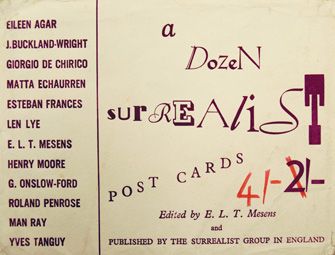 EILEEN AGAR
J.BUCKLAND-WRIGHT
GIORGIO DE CHIRICO
MATTA ECHAURREN
ESTEBAN FRANCES
LEN LYE
E. L. T. MESENS
HENRY MOORE
G. ONSLOW-FORD
ROLAND PENROSE
MAN RAY
YVES TANGUY
a
DozeN
suRREAliST
POST CARDS
4/- 2/-
Edited by E. L. T. Mesens
and
PUBLISHED BY THE SURREALIST GROUP IN ENGLAND